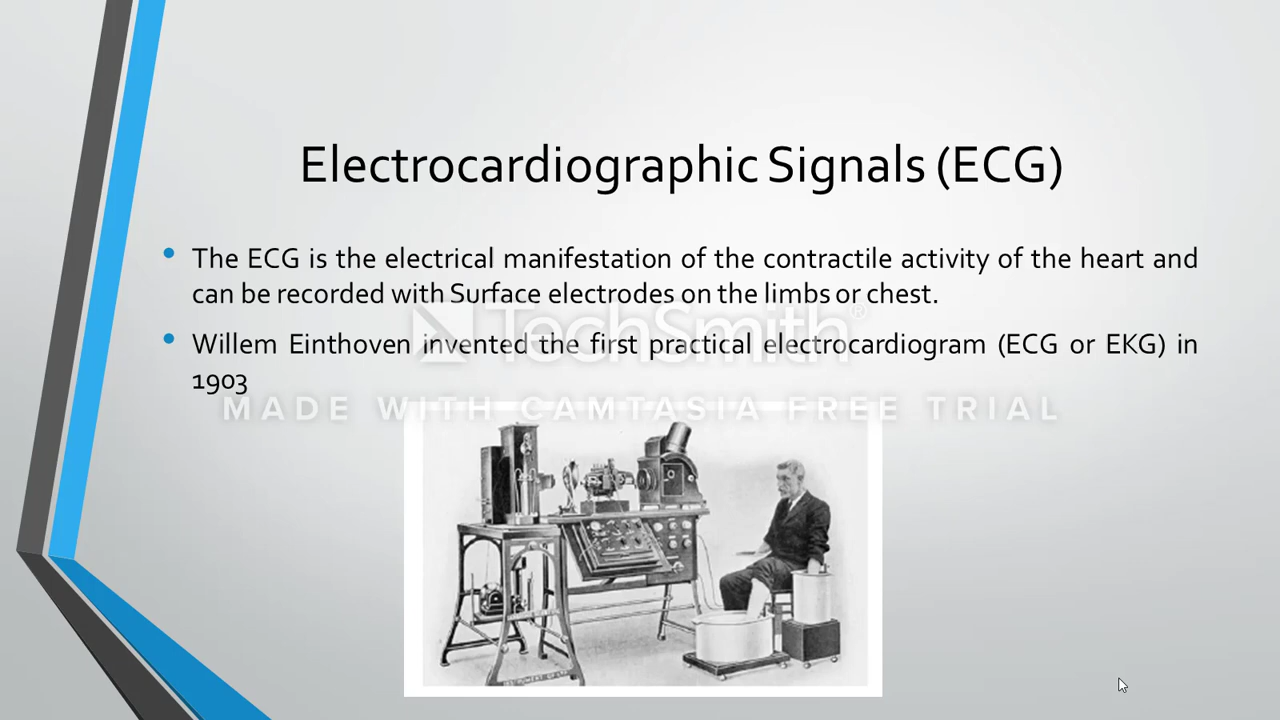 Electrocardiographic Signals (ECG)
The ECG is the electrical manifestation of the contractile activity of the heart and
can be recorded with Surface electrodes on the limbs or chest.
Willem Einthoven invented the first practical electrocardiogram (ECG or EKG) in
1903
TechSmith®
MADE WITH CAMTASIA FREE TRIAL